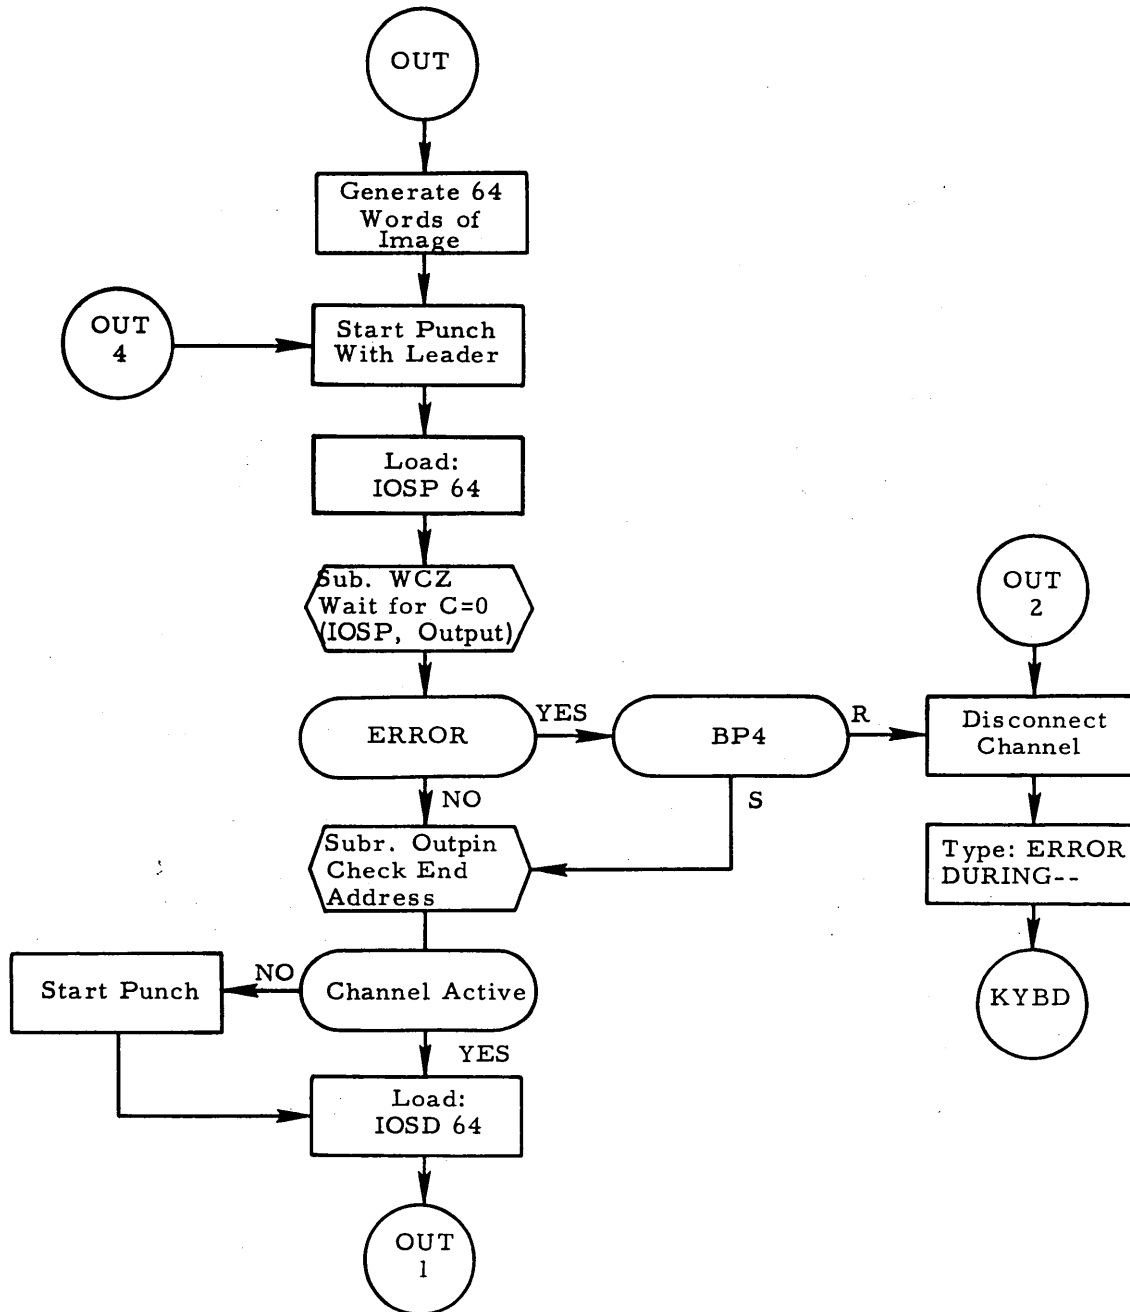 OUT
Generate 64
Words of
Image
OUT
4
Start Punch
With Leader
Load:
IOSP 64
Sub. WCZ
Wait for C=0
(IOSP, Output)
OUT
2
ERROR
YES
BP4
R
Disconnect
Channel
NO
S
Subr. Outpin
Check End
Address
Type: ERROR
DURING--
Start Punch
NO
Channel Active
KYBD
YES
Load:
IOSD 64
OUT
1